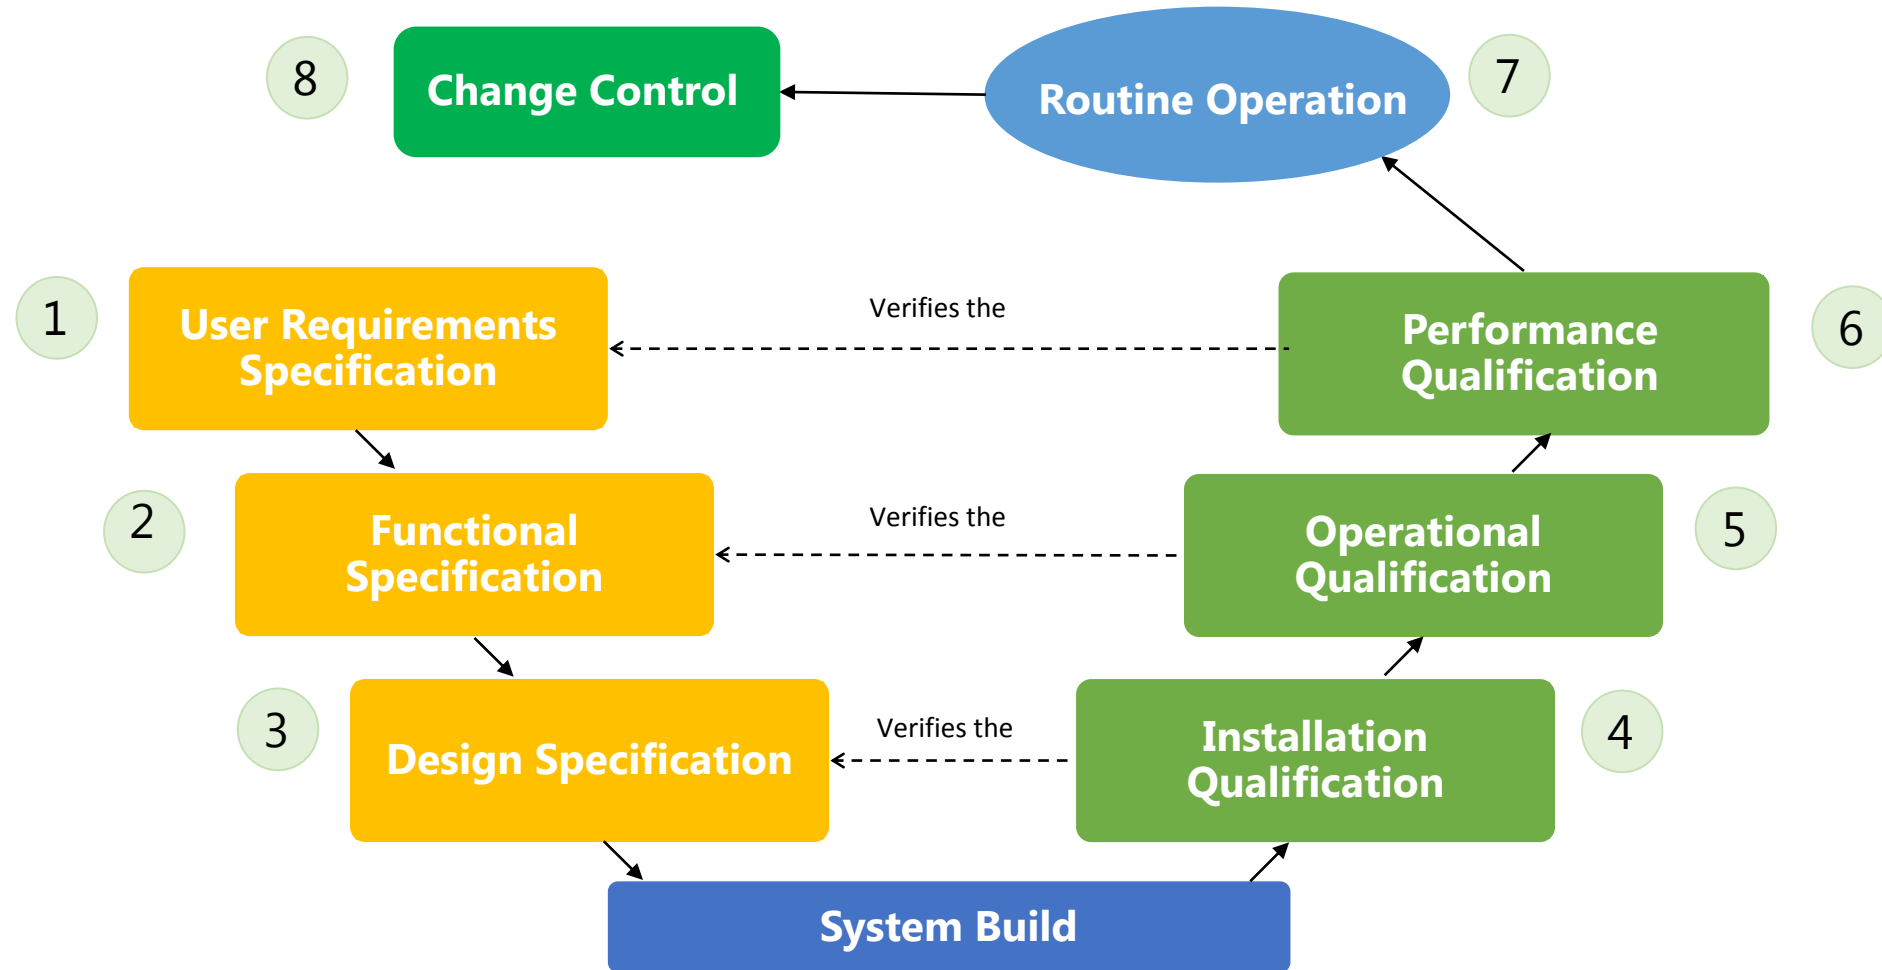 8
Change Control
Routine Operation
7
1
User Requirements
Specification
Verifies the
Performance
Qualification
6
2
Functional
Specification
Verifies the
Operational
Qualification
5
3
Design Specification
Verifies the
Installation
Qualification
4
System Build